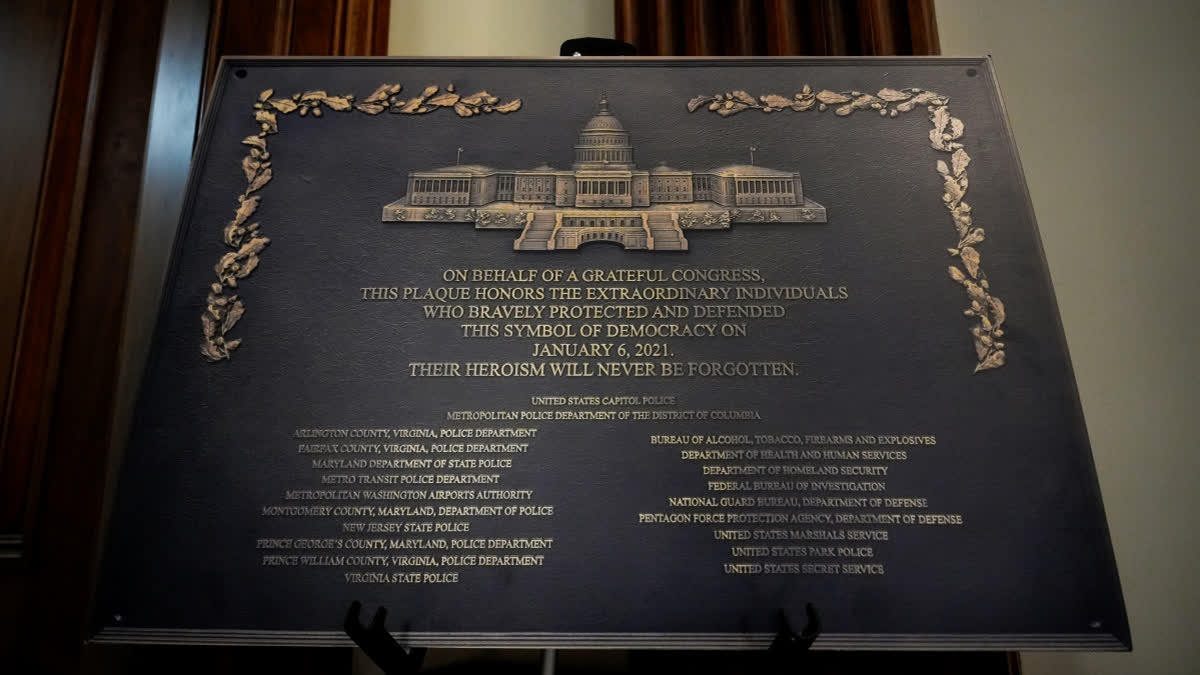 ON BEHALF OF A GRATEFUL CONGRESS,
THIS PLAQUE HONORS THE EXTRAORDINARY INDIVIDUALS
WHO BRAVELY PROTECTED AND DEFENDED
THIS SYMBOL OF DEMOCRACY ON
JANUARY 6, 2021.
THEIR HEROISM WILL NEVER BE FORGOTTEN.
UNITED STATES CAPITOL POLICE
METROPOLITAN POLICE DEPARTMENT OF THE DISTRICT OF COLUMBIA
ARLINGTON COUNTY, VIRGINIA, POLICE DEPARTMENT
FAIRFAX COUNTY, VIRGINIA, POLICE DEPARTMENT
MARYLAND DEPARTMENT OF STATE POLICE
METRO TRANSIT POLICE DEPARTMENT
METROPOLITAN WASHINGTON AIRPORTS AUTHORITY
MONTGOMERY COUNTY, MARYLAND, DEPARTMENT OF POLICE
NEW JERSEY STATE POLICE
PRINCE GEORGE'S COUNTY, MARYLAND, POLICE DEPARTMENT
PRINCE WILLIAM COUNTY, VIRGINIA, POLICE DEPARTMENT
VIRGINIA STATE POLICE
BUREAU OF ALCOHOL, TOBACCO, FIREARMS AND EXPLOSIVES
DEPARTMENT OF HEALTH AND HUMAN SERVICES
DEPARTMENT OF HOMELAND SECURITY
FEDERAL BUREAU OF INVESTIGATION
NATIONAL GUARD BUREAU, DEPARTMENT OF DEFENSE
PENTAGON FORCE PROTECTION AGENCY, DEPARTMENT OF DEFENSE
UNITED STATES MARSHALS SERVICE
UNITED STATES PARK POLICE
UNITED STATES SECRET SERVICE